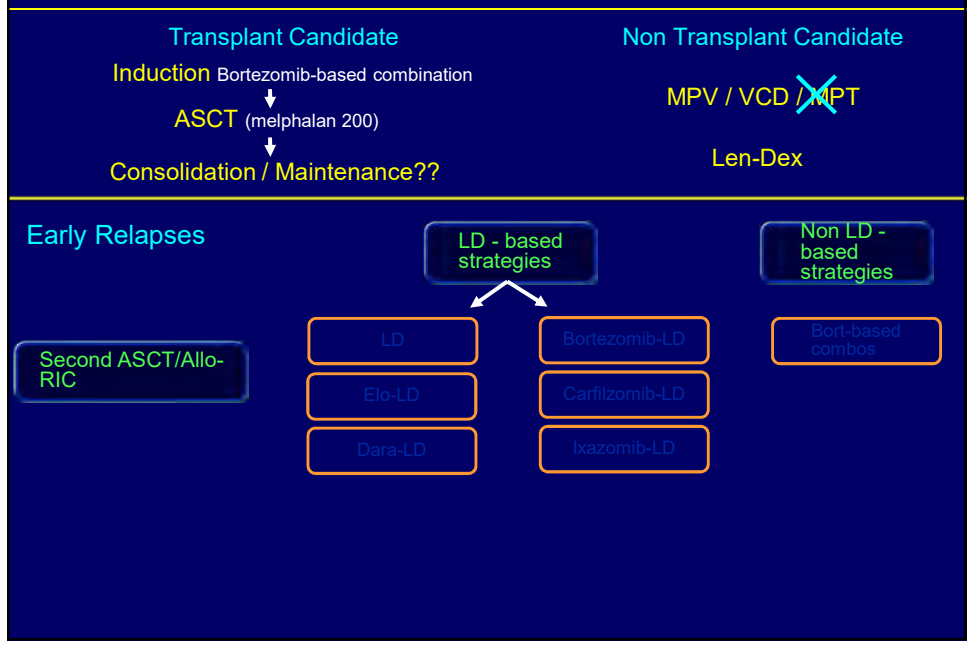 Transplant Candidate
Non Transplant Candidate
Induction Bortezomib-based combination
ASCT (melphalan 200)
Consolidation / Maintenance??
MPV / VCD / MPT
Len-Dex
Early Relapses
LD - based
strategies
Non LD -
based
strategies
Second ASCT/Allo-
RIC
LD
Bortezomib-LD
Bort-based
combos
Elo-LD
Carfilzomib-LD
Dara-LD
Ixazomib-LD